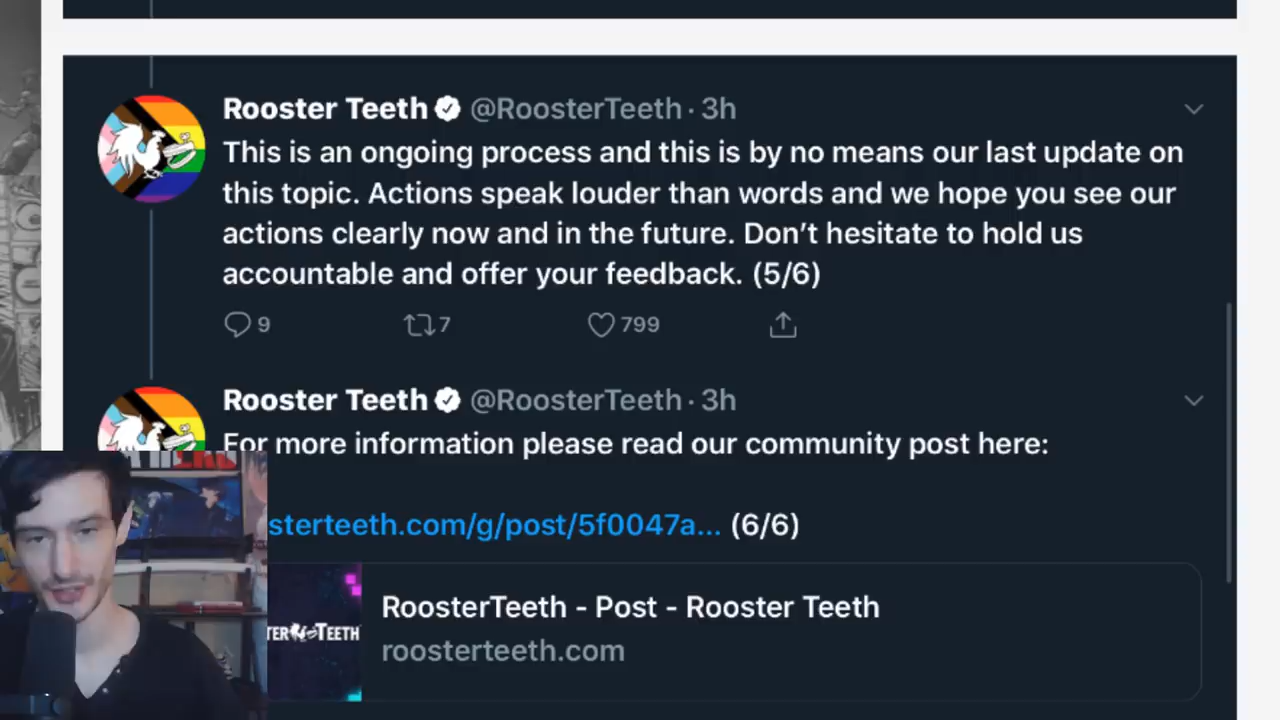 Rooster Teeth @RoosterTeeth · 3h
This is an ongoing process and this is by no means our last update on
this topic. Actions speak louder than words and we hope you see our
actions clearly now and in the future. Don’t hesitate to hold us
accountable and offer your feedback. (5/6)
9 7 799
Rooster Teeth @RoosterTeeth · 3h
For more information please read our community post here:
sterteeth.com/g/post/5f0047a... (6/6)
RoosterTeeth - Post - Rooster Teeth
TER TEETH
roosterteeth.com